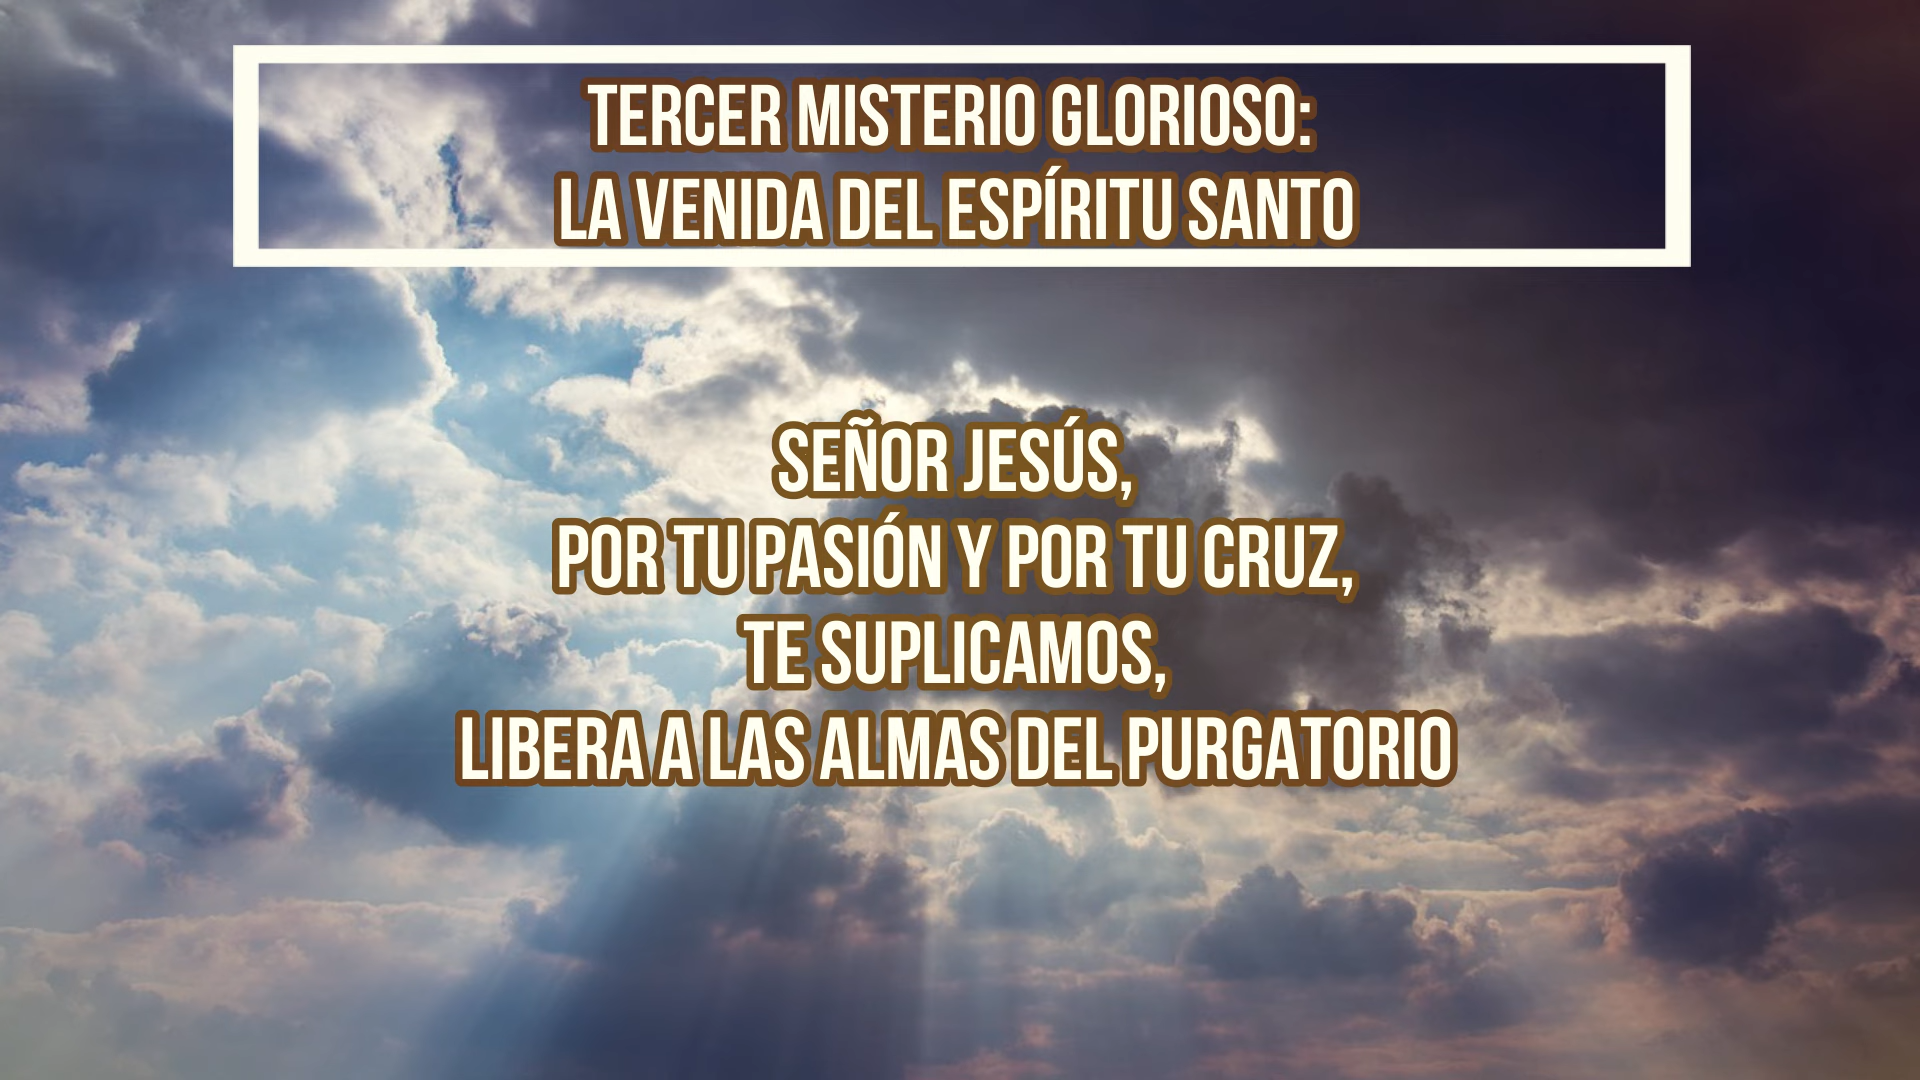 TERCER MISTERIO GLORIOSO:
LA VENIDA DEL ESPÍRITU SANTO
SEÑOR JESÚS,
POR TU PASIÓN Y POR TU CRUZ,
TE SUPLICAMOS,
LIBERA A LAS ALMAS DEL PURGATORIO